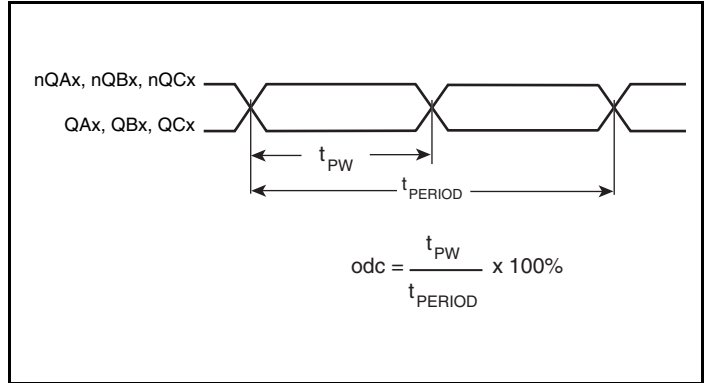 nQAx, nQBx, nQCx
QAx, QBx, QCx
tPW
tPERIOD
odc = tPW / tPERIOD x 100%